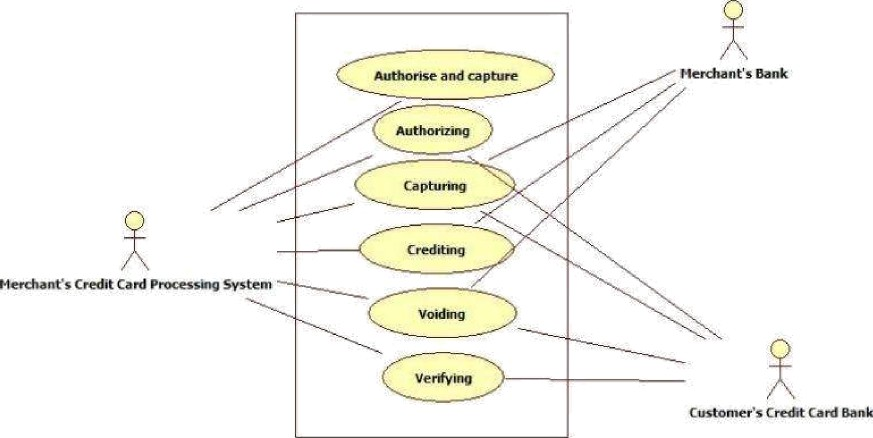 Merchant's Bank
Authorise and capture
Authorizing
Capturing
Crediting
Merchant's Credit Card Processing System
Voiding
Verifying
Customer's Credit Card Bank